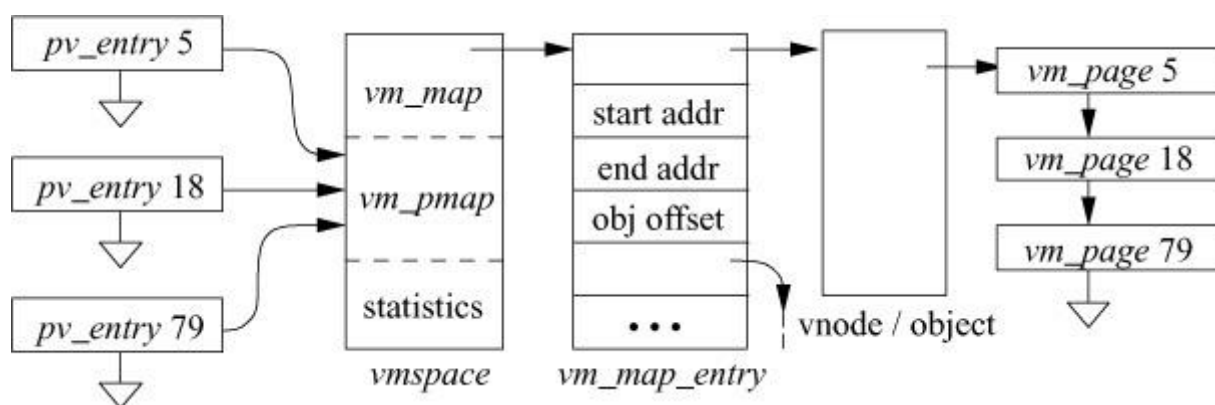 pv_entry 5
pv_entry 18
pv_entry 79
vm_map
vm_pmap
statistics
vmspace
start addr
end addr
obj offset
...
vm_map_entry
vnode / object
vm_page 5
vm_page 18
vm_page 79